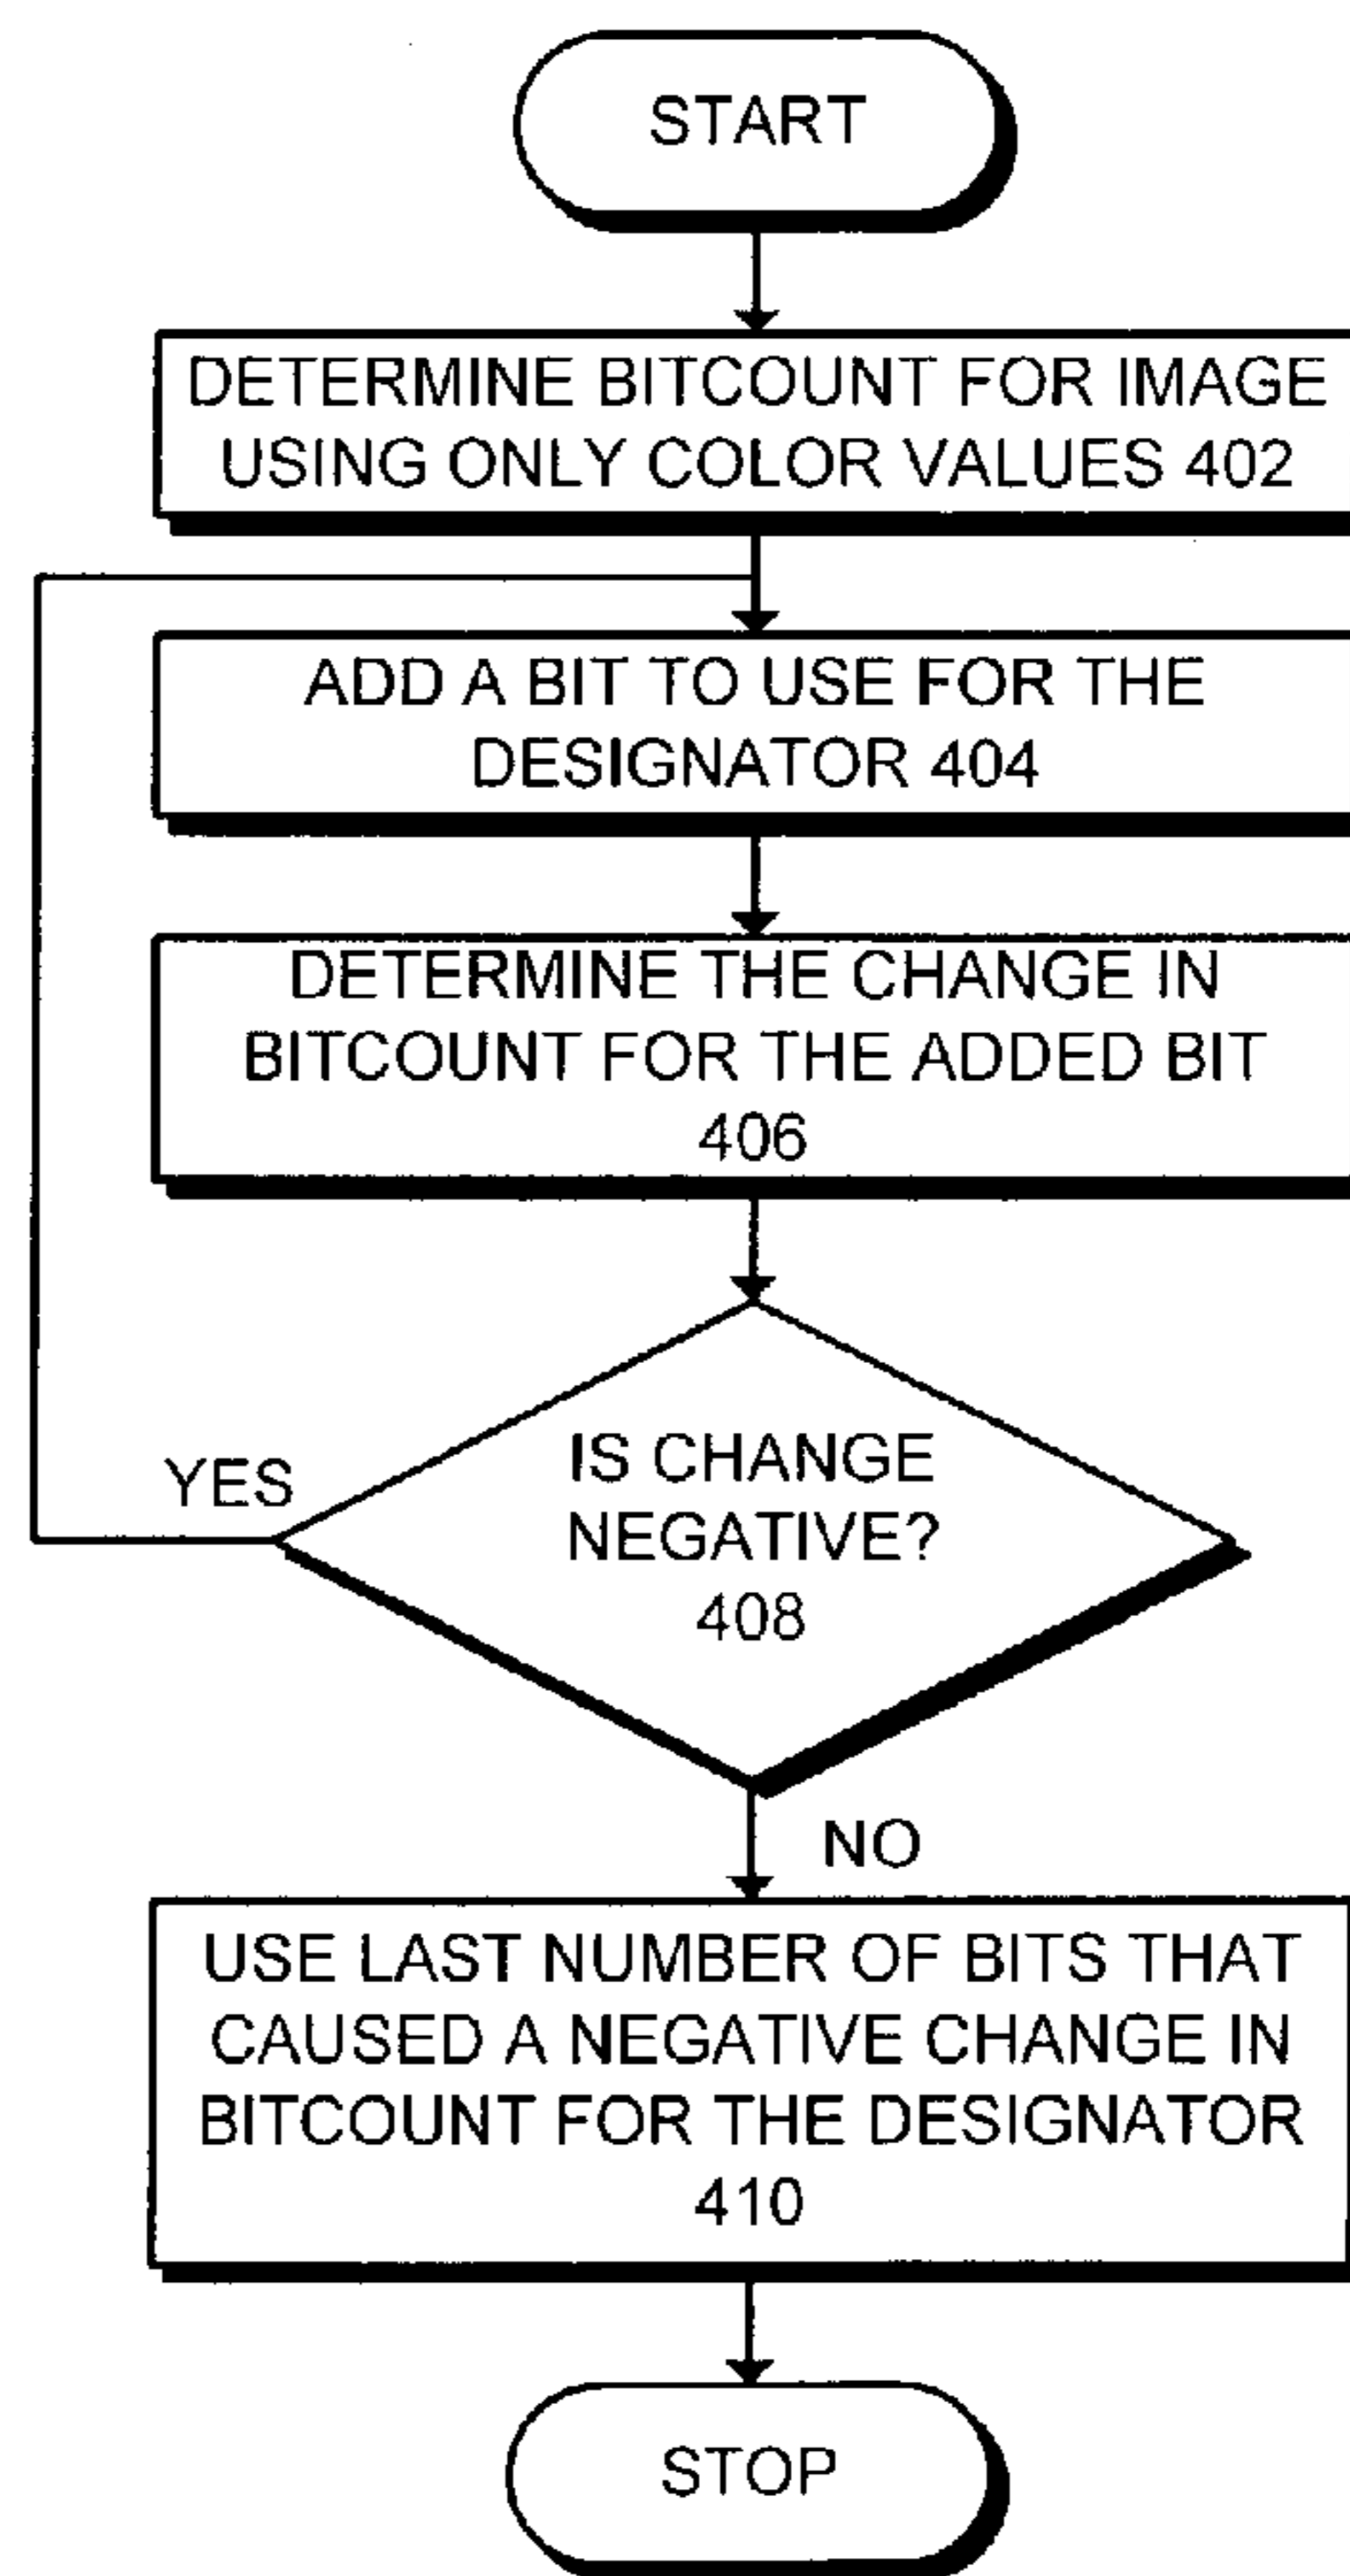 START
DETERMINE BITCOUNT FOR IMAGE
USING ONLY COLOR VALUES 402
ADD A BIT TO USE FOR THE
DESIGNATOR 404
DETERMINE THE CHANGE IN
BITCOUNT FOR THE ADDED BIT
406
YES
IS CHANGE
NEGATIVE?
408
NO
USE LAST NUMBER OF BITS THAT
CAUSED A NEGATIVE CHANGE IN
BITCOUNT FOR THE DESIGNATOR
410
STOP